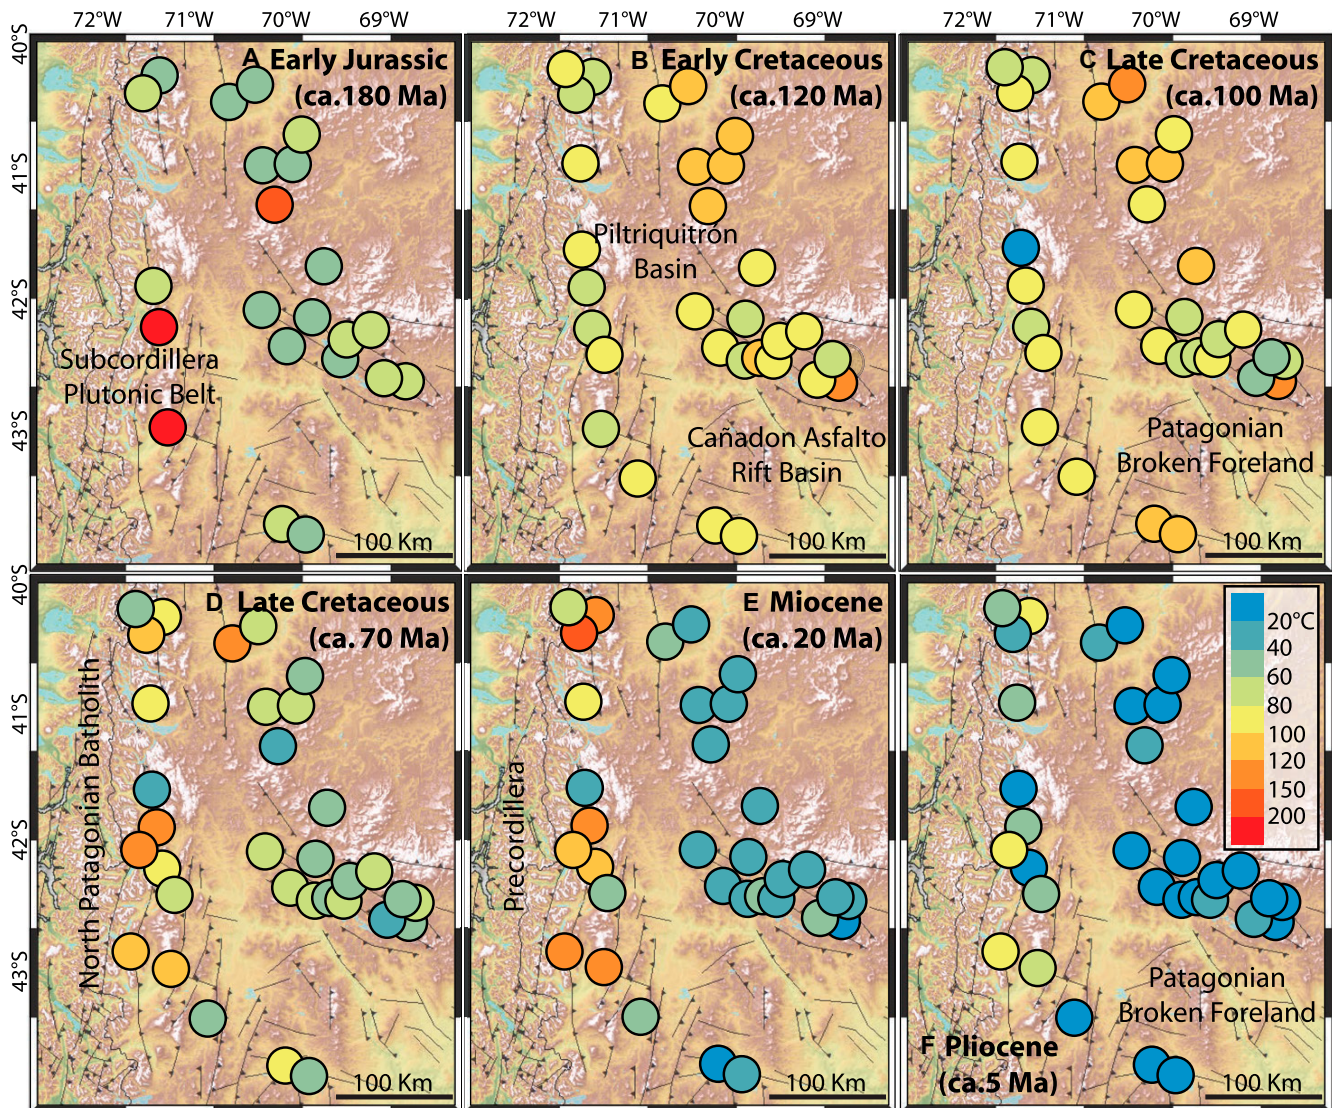 72°W 71°W 70°W 69°W 72°W 71°W 70°W 69°W 72°W 71°W 70°W 69°W
40°S
41°S
42°S
43°S
A Early Jurassic
(ca.180 Ma)
Subcordillera
Plutonic Belt
100 Km
B Early Cretaceous
(ca.120 Ma)
Piltriquitrón
Basin
Cañadon Asfalto
Rift Basin
100 Km
C Late Cretaceous
(ca.100 Ma)
Patagonian
Broken Foreland
100 Km
40°S
41°S
42°S
43°S
D Late Cretaceous
(ca. 70 Ma)
North Patagonian Batholith
100 Km
E Miocene
(ca. 20 Ma)
Precordillera
100 Km
20°C
40
60
80
100
120
150
200
Patagonian
Broken Foreland
F Pliocene
(ca.5 Ma)
100 Km